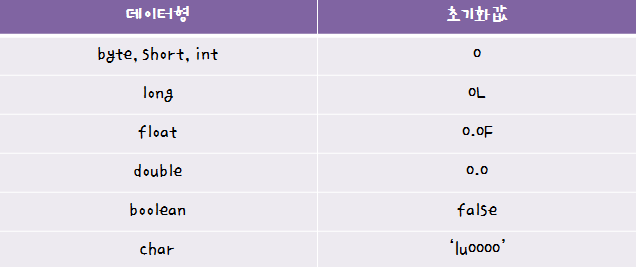 데이터형 초기화값
byte, short, int 0
long 0L
float 0.0F
double 0.0
boolean false
char ‘\u0000’